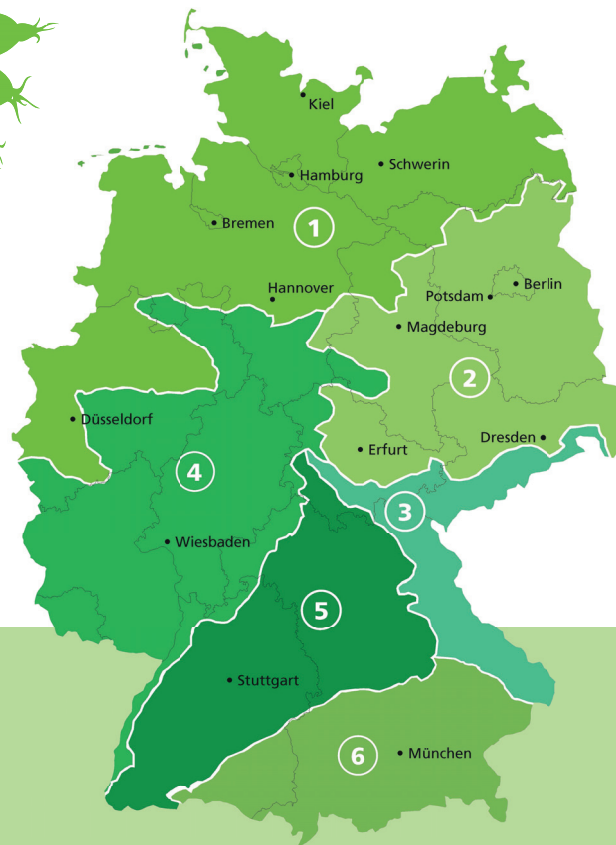 Kiel
Schwerin
Hamburg
Bremen
1
Hannover
Berlin
Potsdam
Magdeburg
2
Düsseldorf
Dresden
Erfurt
4
3
Wiesbaden
5
Stuttgart
6
München